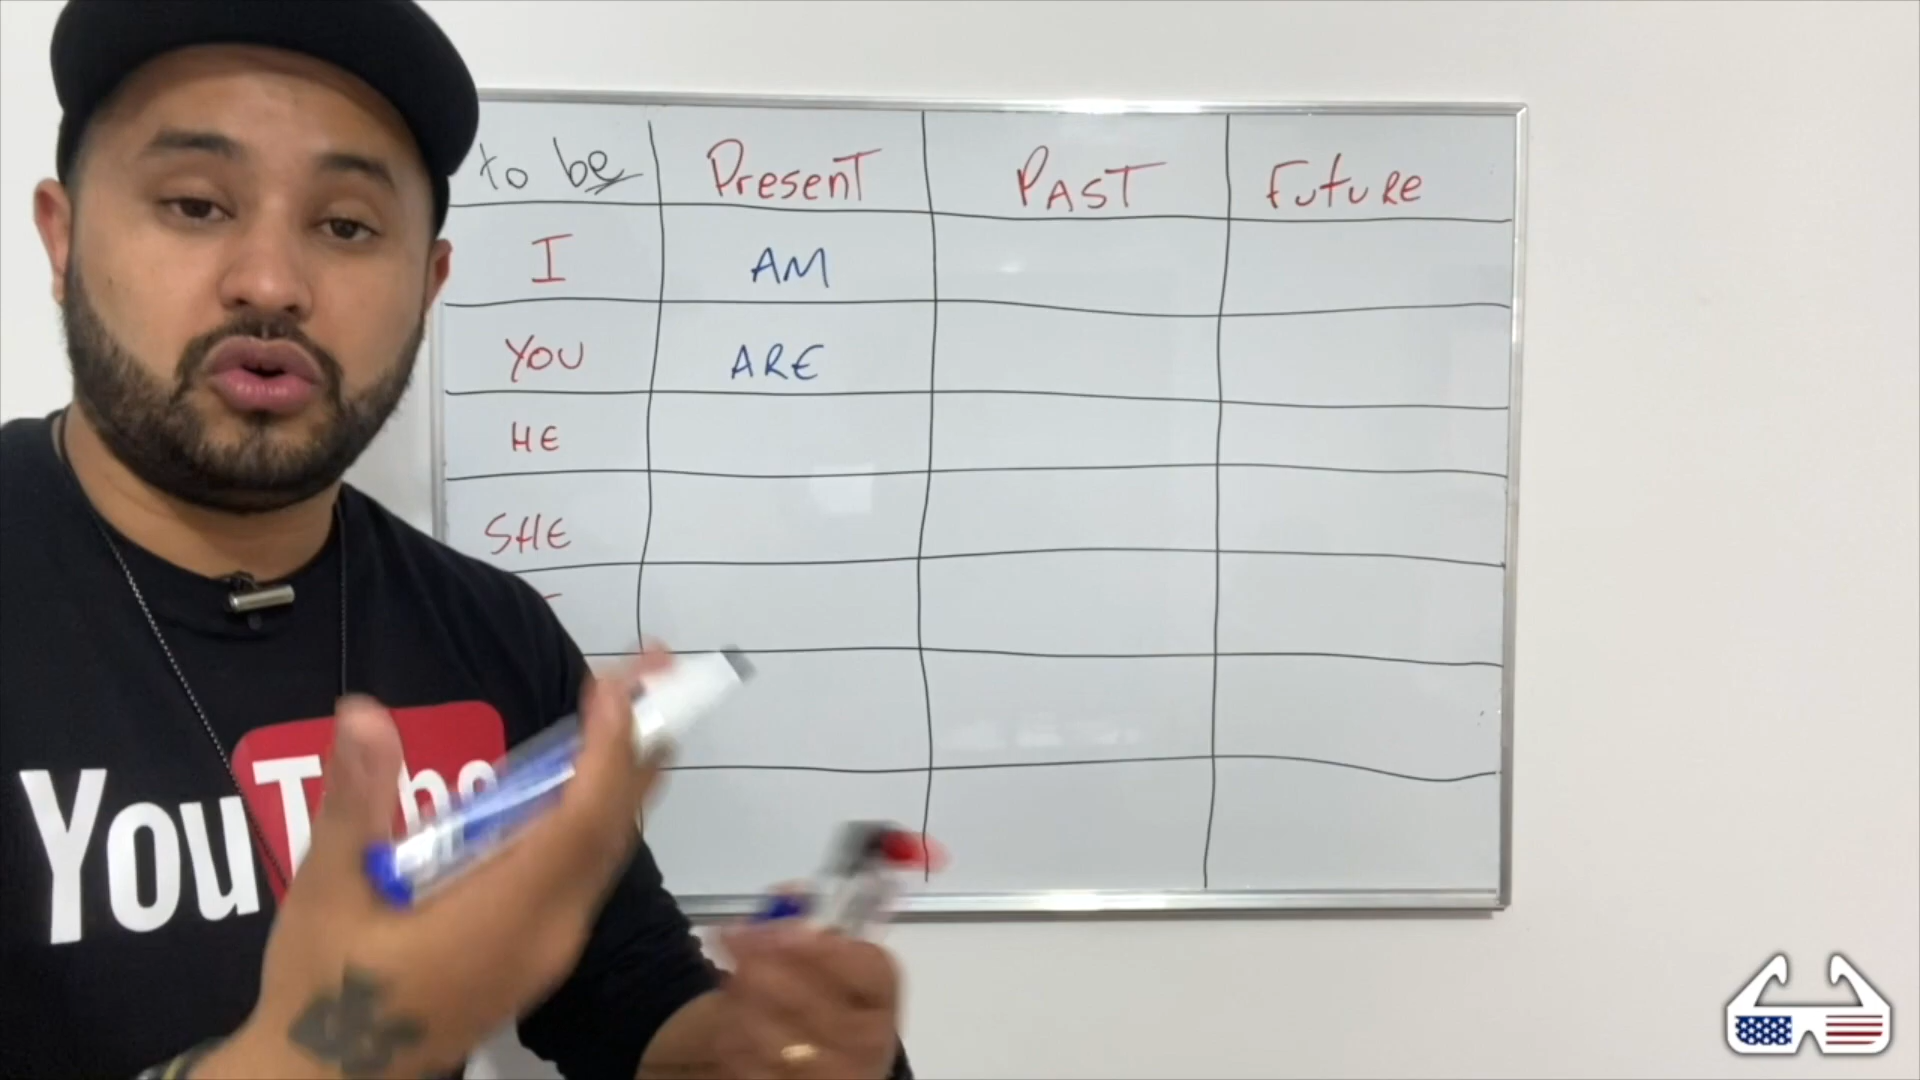 to be Present PAST Future
I AM
YOU ARE
HE
SHE
YouTube